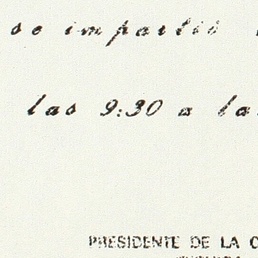 se impartió
las 9:30 a la
PRESIDENTE DE LA C